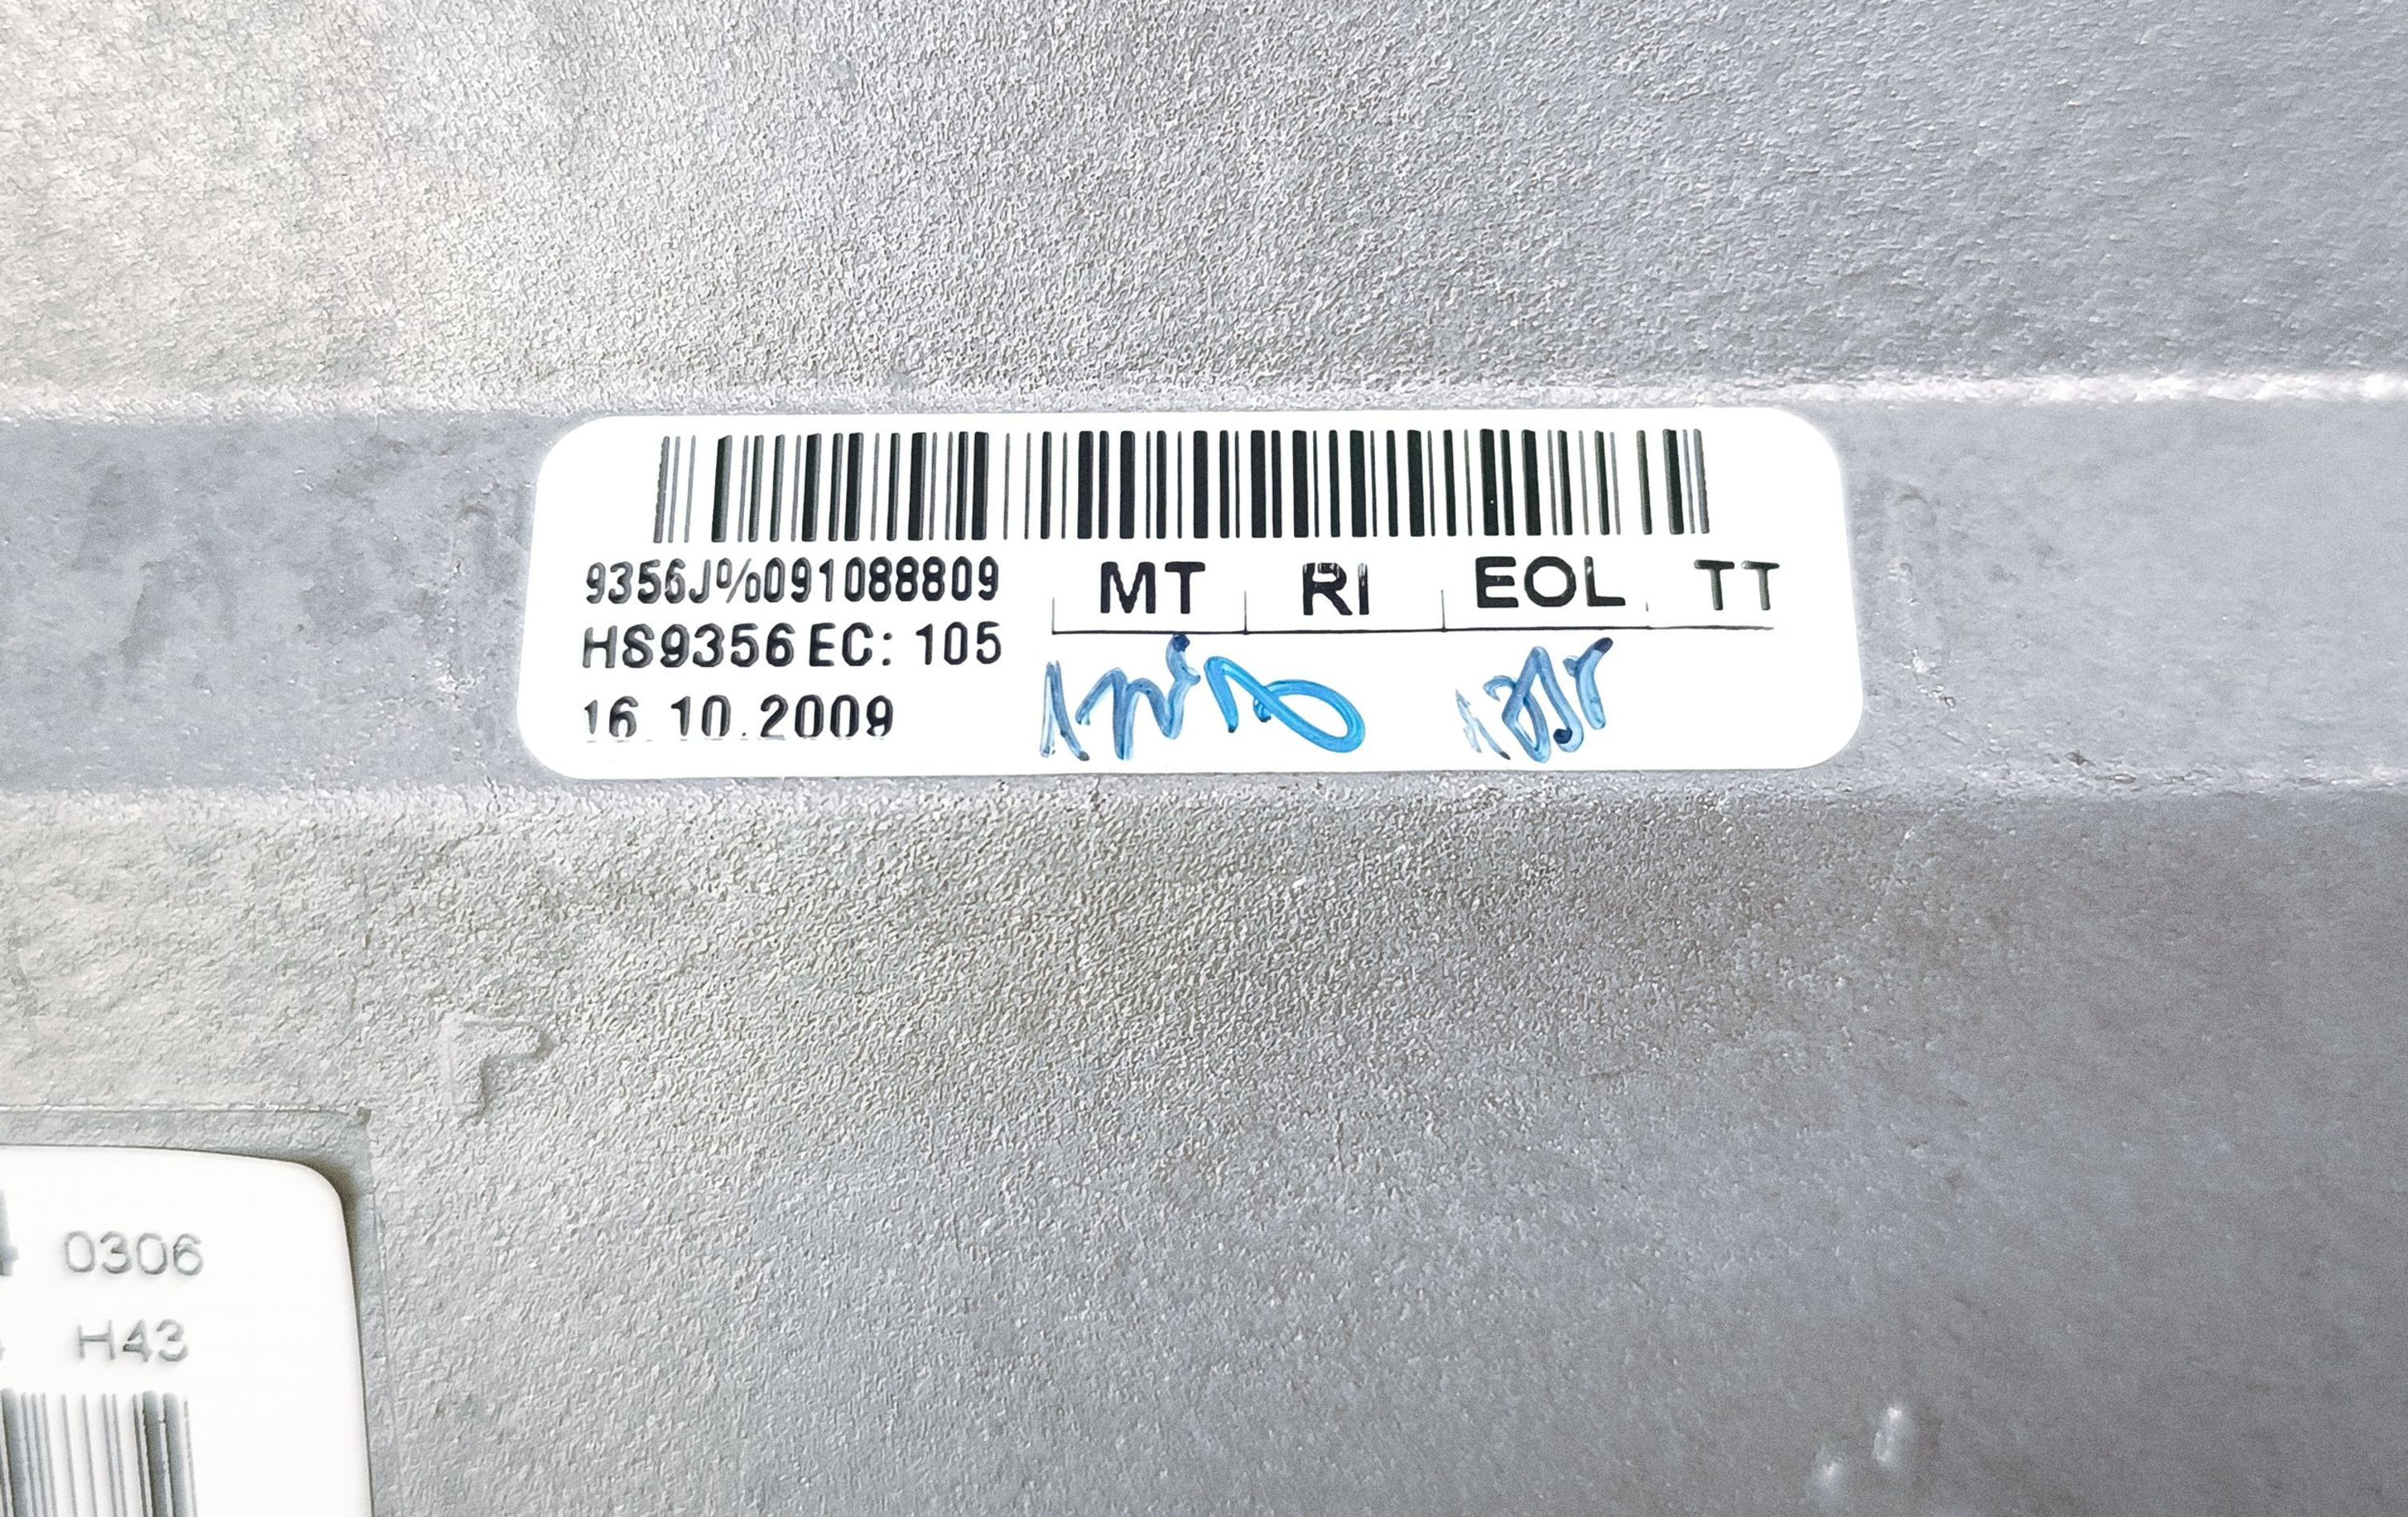 9356J%091088809
HS9356 EC: 105
16.10.2009
MT RI EOL TT
0306
H43